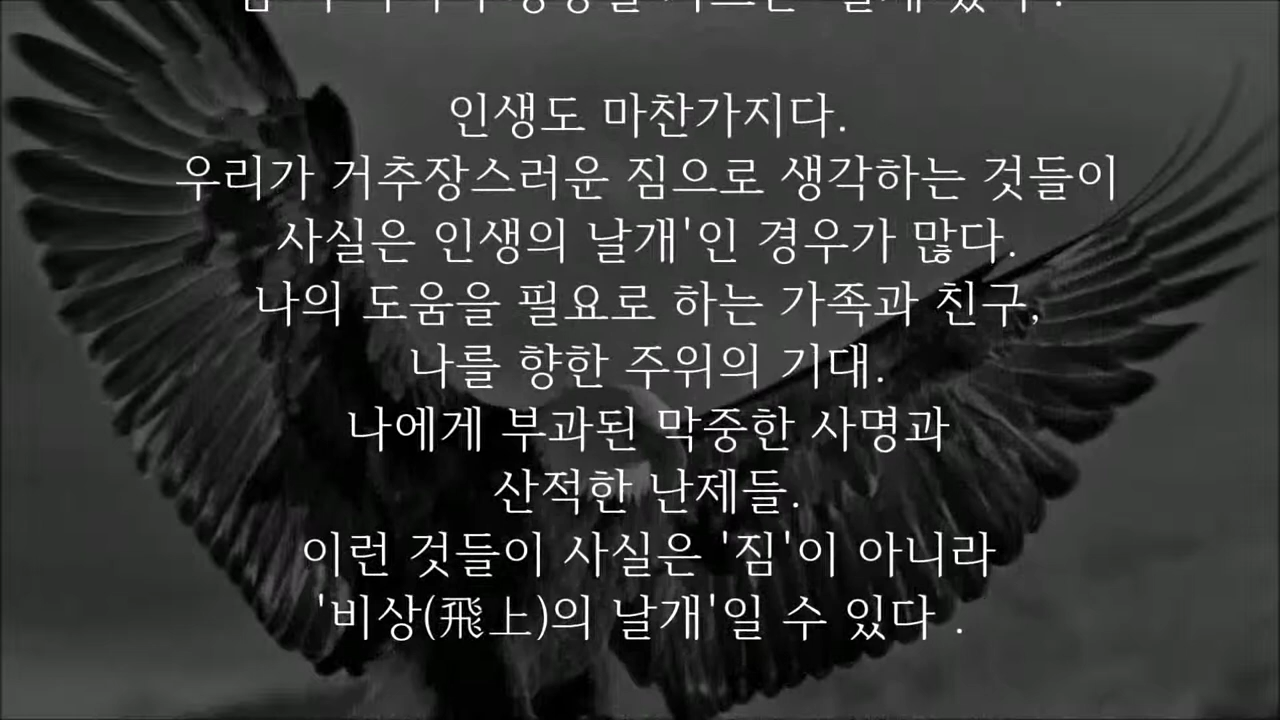 인생도 마찬가지다.
우리가 거추장스러운 짐으로 생각하는 것들이
사실은 인생의 날개'인 경우가 많다.
나의 도움을 필요로 하는 가족과 친구,
나를 향한 주위의 기대.
나에게 부과된 막중한 사명과
산적한 난제들.
이런 것들이 사실은 '짐'이 아니라
'비상(飛上)의 날개'일 수 있다 .